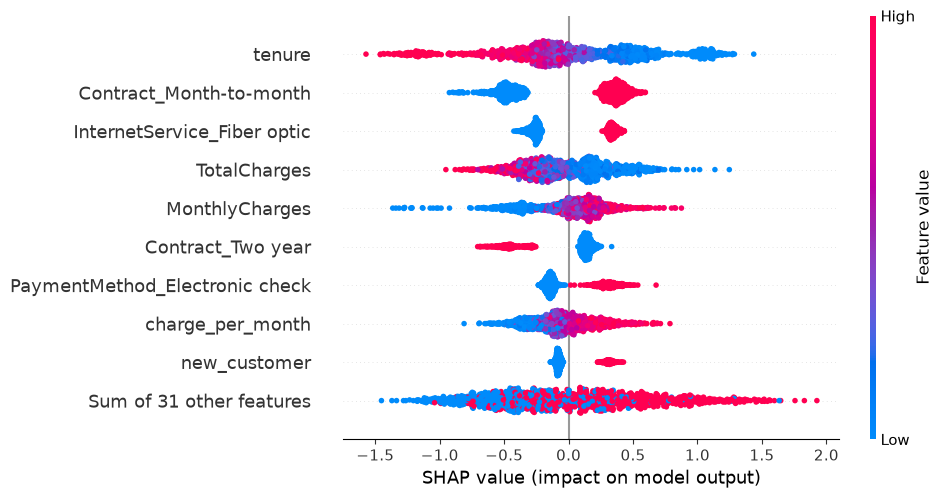 High
tenure
Contract_Month-to-month
InternetService_Fiber optic
TotalCharges
MonthlyCharges
Contract_Two year
PaymentMethod_Electronic check
charge_per_month
new_customer
Sum of 31 other features
Feature value
Low
−1.5 −1.0 −0.5 0.0 0.5 1.0 1.5 2.0
SHAP value (impact on model output)